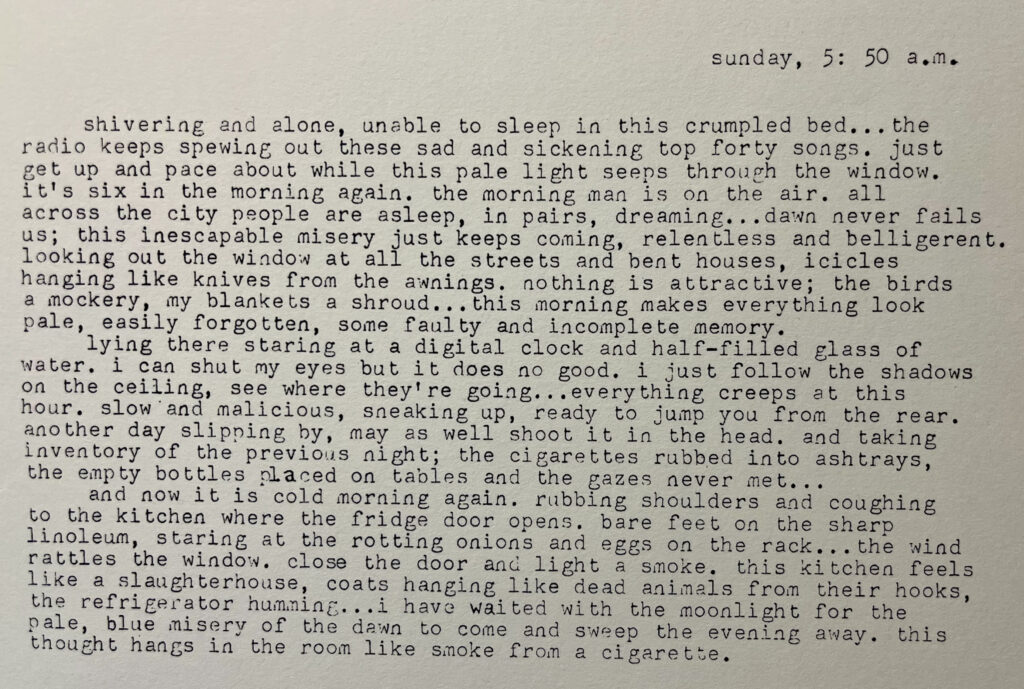 sunday, 5: 50 a.m.
shivering and alone, unable to sleep in this crumpled bed...the
radio keeps spewing out these sad and sickening top forty songs. just
get up and pace about while this pale light seeps through the window.
it's six in the morning again. the morning man is on the air. all
across the city people are asleep, in pairs, dreaming...dawn never fails
us; this inescapable misery just keeps coming, relentless and belligerent.
looking out the window at all the streets and bent houses, icicles
hanging like knives from the awnings. nothing is attractive; the birds
a mockery, my blankets a shroud...this morning makes everything look
pale, easily forgotten, some faulty and incomplete memory.
lying there staring at a digital clock and half-filled glass of
water. i can shut my eyes but it does no good. i just follow the shadows
on the ceiling, see where they're going...everything creeps at this
hour. slow and malicious, sneaking up, ready to jump you from the rear.
another day slipping by, may as well shoot it in the head. and taking
inventory of the previous night; the cigarettes rubbed into ashtrays,
the empty bottles placed on tables and the gazes never met...
and now it is cold morning again. rubbing shoulders and coughing
to the kitchen where the fridge door opens. bare feet on the sharp
linoleum, staring at the rotting onions and eggs on the rack...the wind
rattles the window. close the door and light a smoke. this kitchen feels
like a slaughterhouse, coats hanging like dead animals from their hooks,
the refrigerator humming...i have waited with the moonlight for the
pale, blue misery of the dawn to come and sweep the evening away. this
thought hangs in the room like smoke from a cigarette.